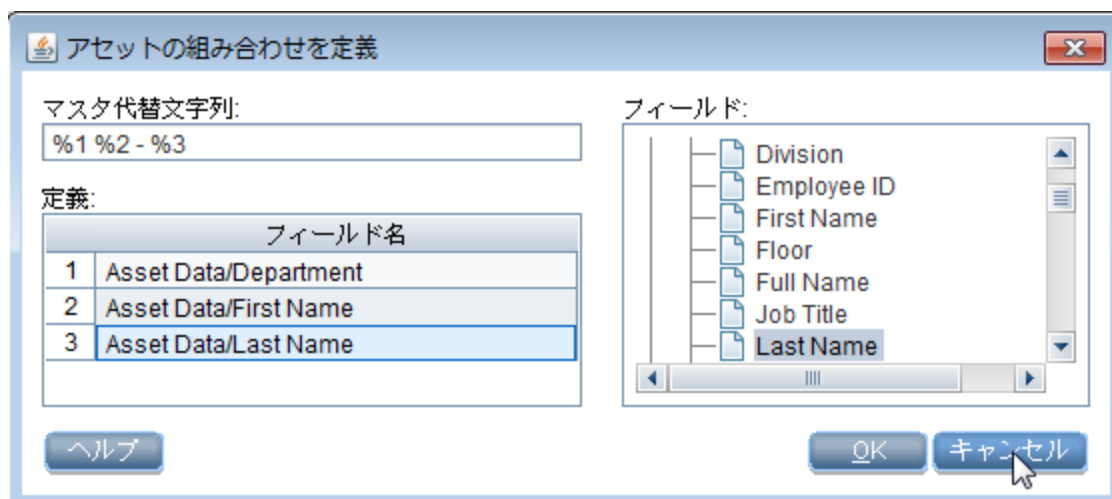 アセットの組み合わせを定義
マスタ代替文字列:
%1 %2 - %3
定義:
フィールド名
1 Asset Data/Department
2 Asset Data/First Name
3 Asset Data/Last Name
フィールド:
Division
Employee ID
First Name
Floor
Full Name
Job Title
Last Name
ヘルプ
OK
キャンセル